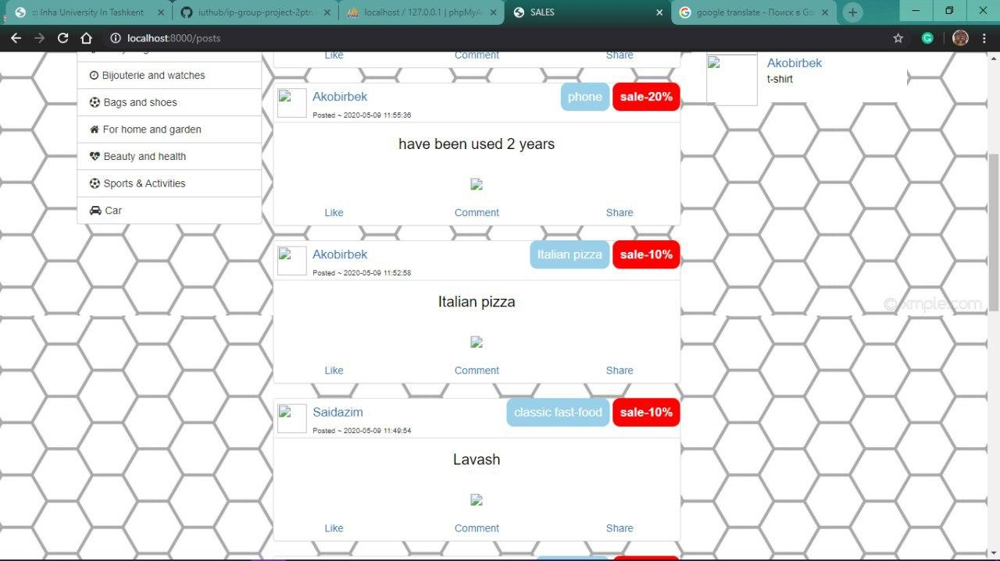 ::: Inha University In Tashkent
iuthub/ip-group-project-2ptr
localhost / 127.0.0.1 | phpMyA
SALES
google translate - Поиск в Go
localhost:8000/posts
Bijouterie and watches
Bags and shoes
For home and garden
Beauty and health
Sports & Activities
Car
Like Comment Share
Akobirbek phone sale-20%
Posted ~ 2020-05-09 11:55:36
have been used 2 years
Like Comment Share
Akobirbek Italian pizza sale-10%
Posted ~ 2020-05-09 11:52:58
Italian pizza
Like Comment Share
Saidazim classic fast-food sale-10%
Posted ~ 2020-05-09 11:49:54
Lavash
Like Comment Share
Akobirbek
t-shirt
© xmple.com